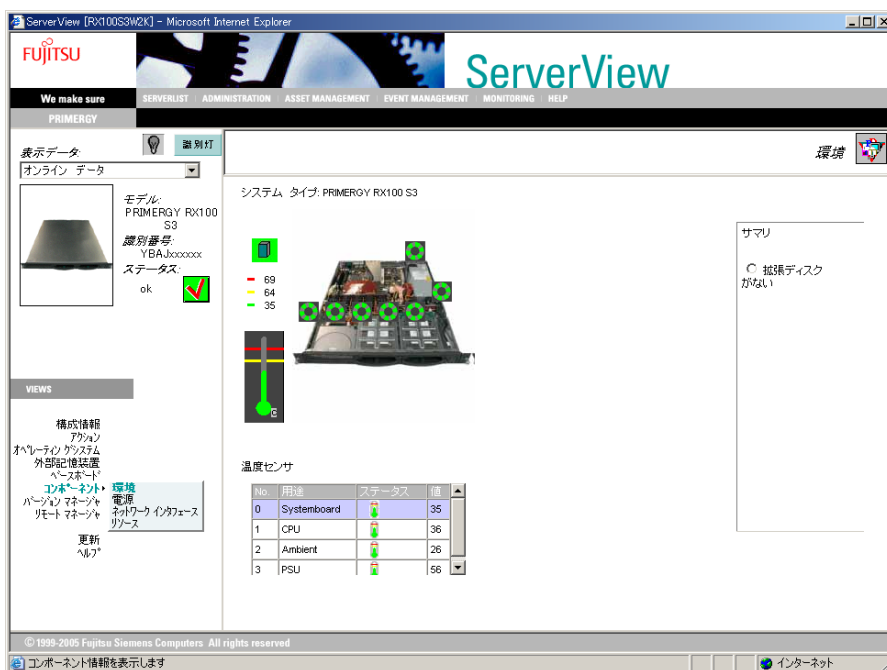 ServerView [RX100S3W2K] - Microsoft Internet Explorer
FUJITSU
ServerView
We make sure
SERVERLIST | ADMINISTRATION | ASSET MANAGEMENT | EVENT MANAGEMENT | MONITORING | HELP
PRIMERGY
表示データ:
識別灯
オンライン データ
環境
モデル:
PRIMERGY RX100 S3
識別番号:
YBAJxxxxxx
ステータス:
ok
システム タイプ: PRIMERGY RX100 S3
69
64
35
C
サマリ
拡張ディスク
がない
VIEWS
構成情報
アクション
オペレーティングシステム
外部記憶装置
ベースボード
コンポーネント
バージョン マネージャ
リモート マネージャ
更新
ヘルプ
環境
電源
ネットワーク インタフェース
リソース
温度センサ
No. 用途 ステータス 値
0 Systemboard 35
1 CPU 36
2 Ambient 26
3 PSU 56
© 1999-2005 Fujitsu Siemens Computers All rights reserved
コンポーネント情報を表示します
インターネット